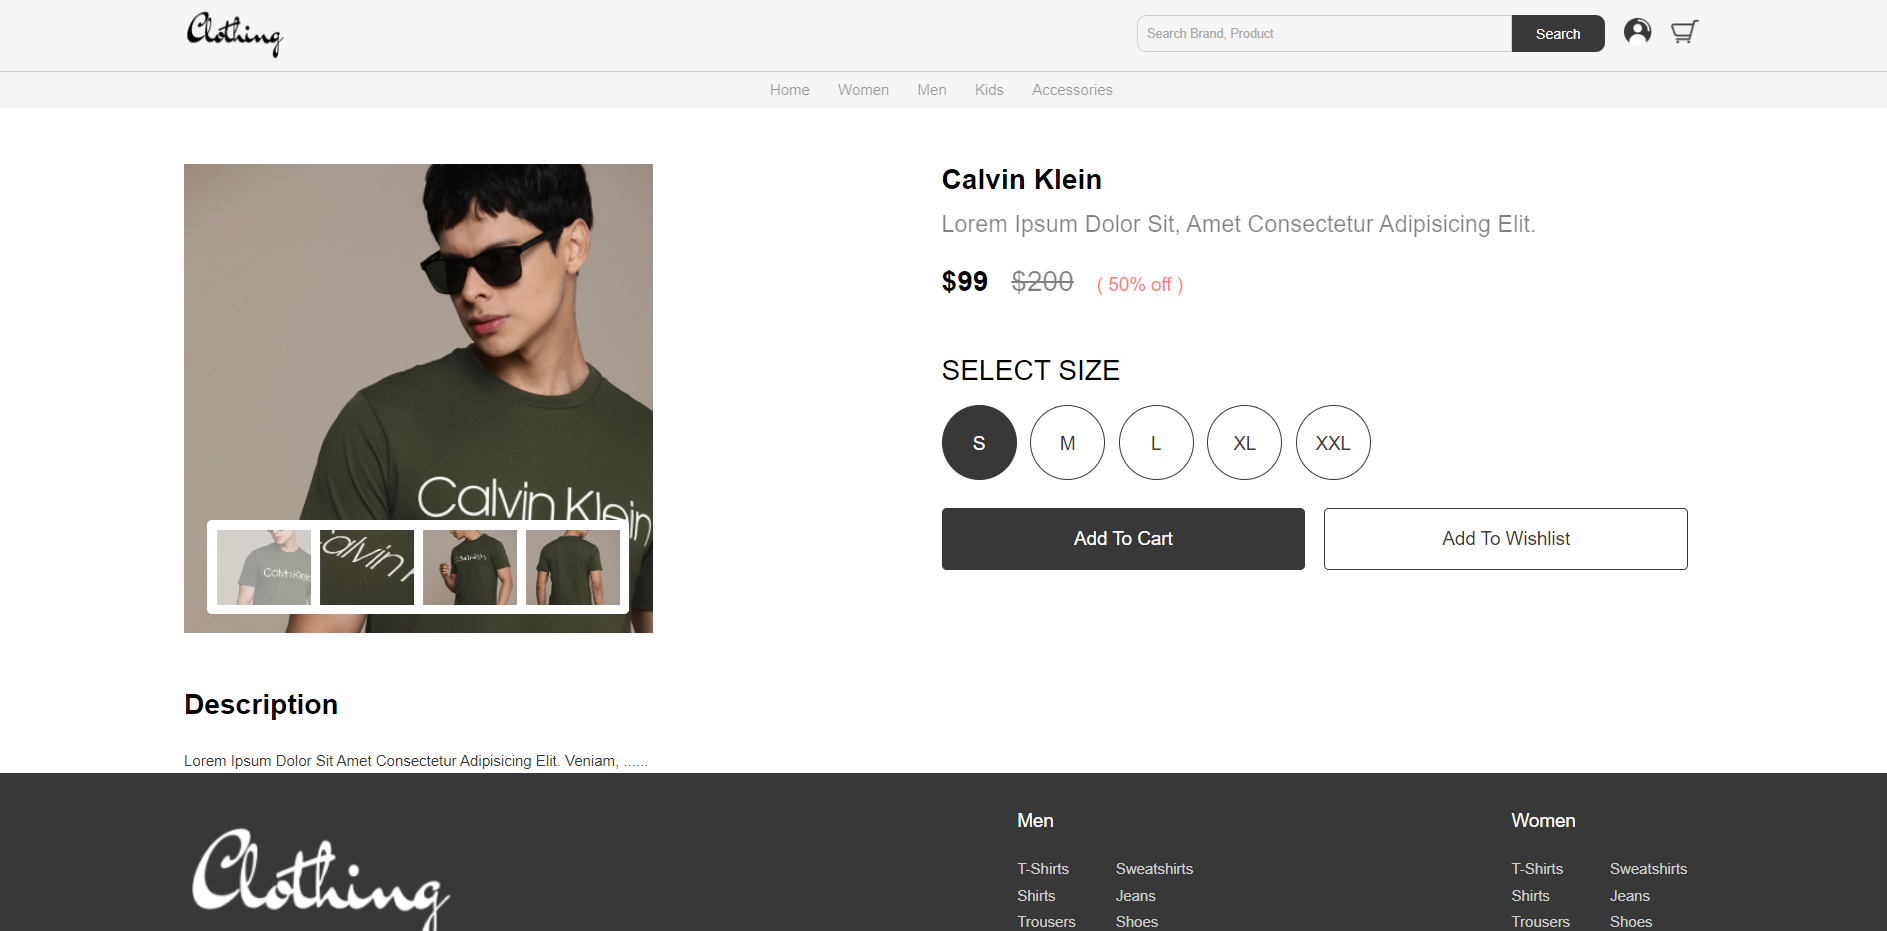 Clothing
Search Brand, Product
Search
Home Women Men Kids Accessories
Calvin Klein
Calvin Klein
Calvin
Calvin Klein
Lorem Ipsum Dolor Sit, Amet Consectetur Adipisicing Elit.
$99 $200 ( 50% off )
SELECT SIZE
S M L XL XXL
Add To Cart Add To Wishlist
Description
Lorem Ipsum Dolor Sit Amet Consectetur Adipisicing Elit. Veniam, ......
Clothing
Men
T-Shirts Sweatshirts
Shirts Jeans
Trousers Shoes
Women
T-Shirts Sweatshirts
Shirts Jeans
Trousers Shoes